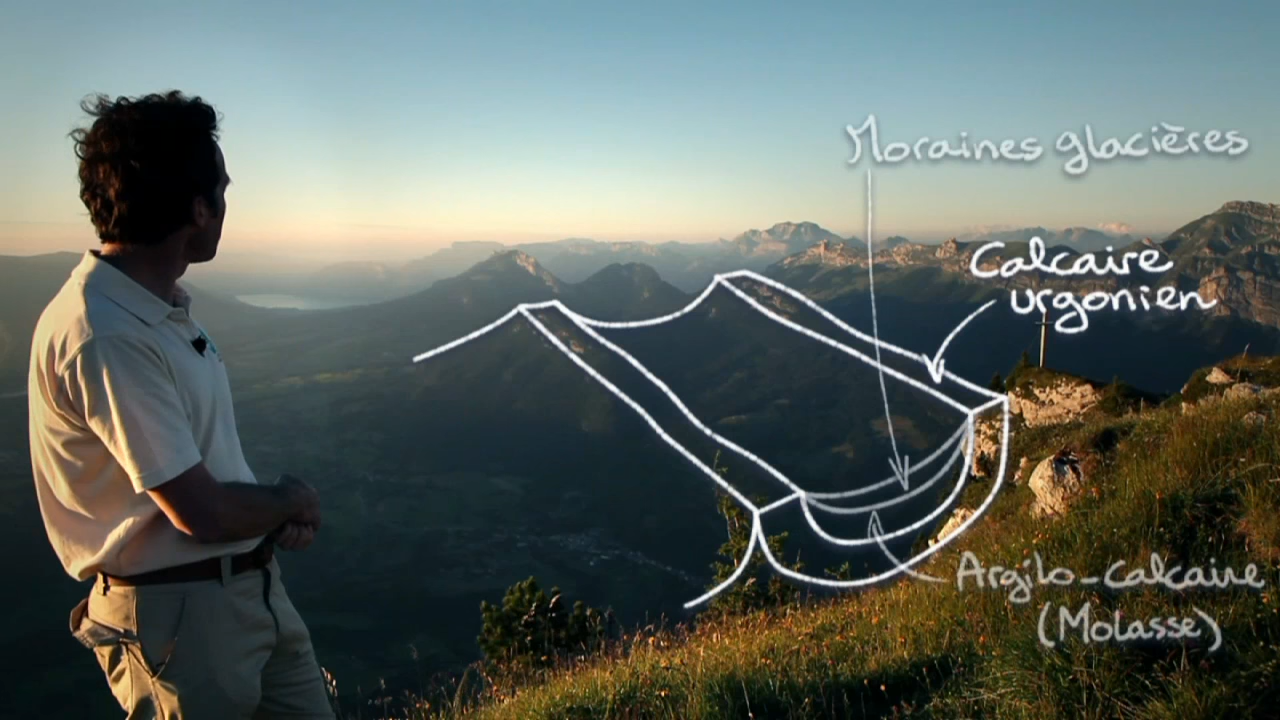 Moraines glacières
Calcaire
urgonien
Argilo-calcaire
(Molasse)